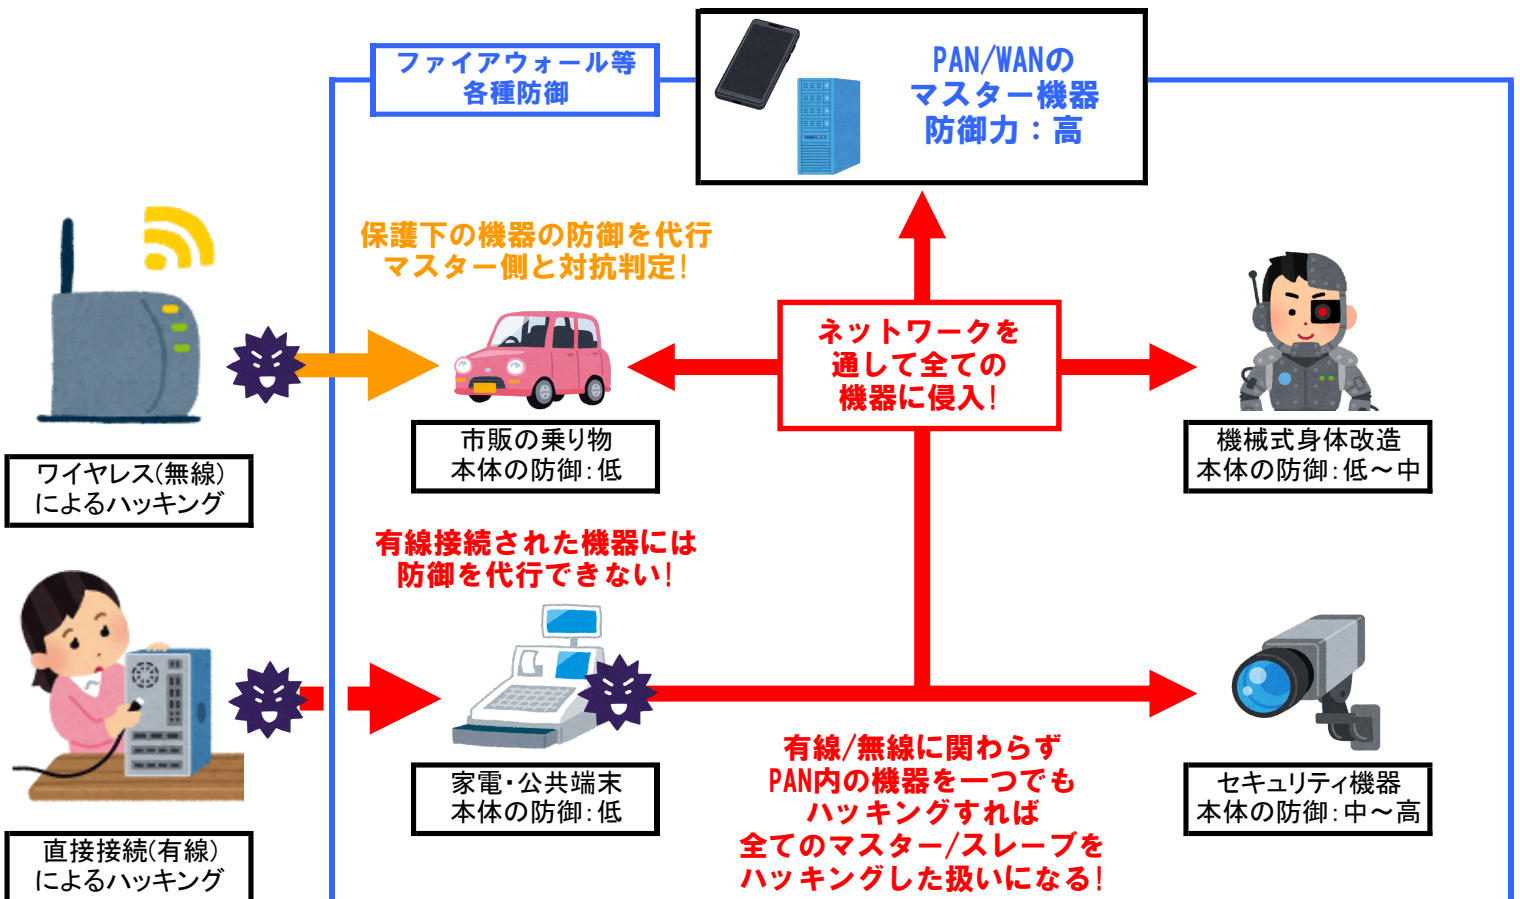 ファイアウォール等
各種防御
PAN/WANの
マスター機器
防御力：高
保護下の機器の防御を代行
マスター側と対抗判定!
ネットワークを
通して全ての
機器に侵入!
市販の乗り物
本体の防御:低
機械式身体改造
本体の防御:低～中
ワイヤレス(無線)
によるハッキング
有線接続された機器には
防御を代行できない!
家電・公共端末
本体の防御:低
有線/無線に関わらず
PAN内の機器を一つでも
ハッキングすれば
全てのマスター/スレーブを
ハッキングした扱いになる!
セキュリティ機器
本体の防御:中～高
直接接続(有線)
によるハッキング